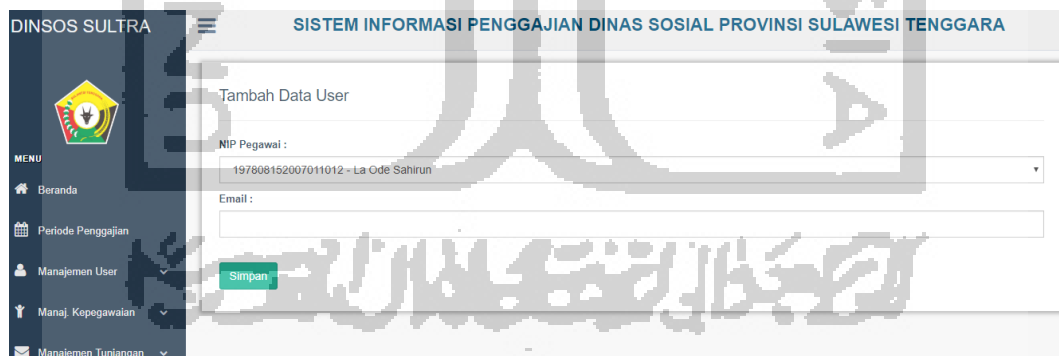 DINSOS SULTRA
SISTEM INFORMASI PENGGAJIAN DINAS SOSIAL PROVINSI SULAWESI TENGGARA
MENU
Beranda
Periode Penggajian
Manajemen User
Manaj. Kepegawaian
Manajemen Tunjangan
Tambah Data User
NIP Pegawai :
197808152007011012 - La Ode Sahirun
Email :
Simpan